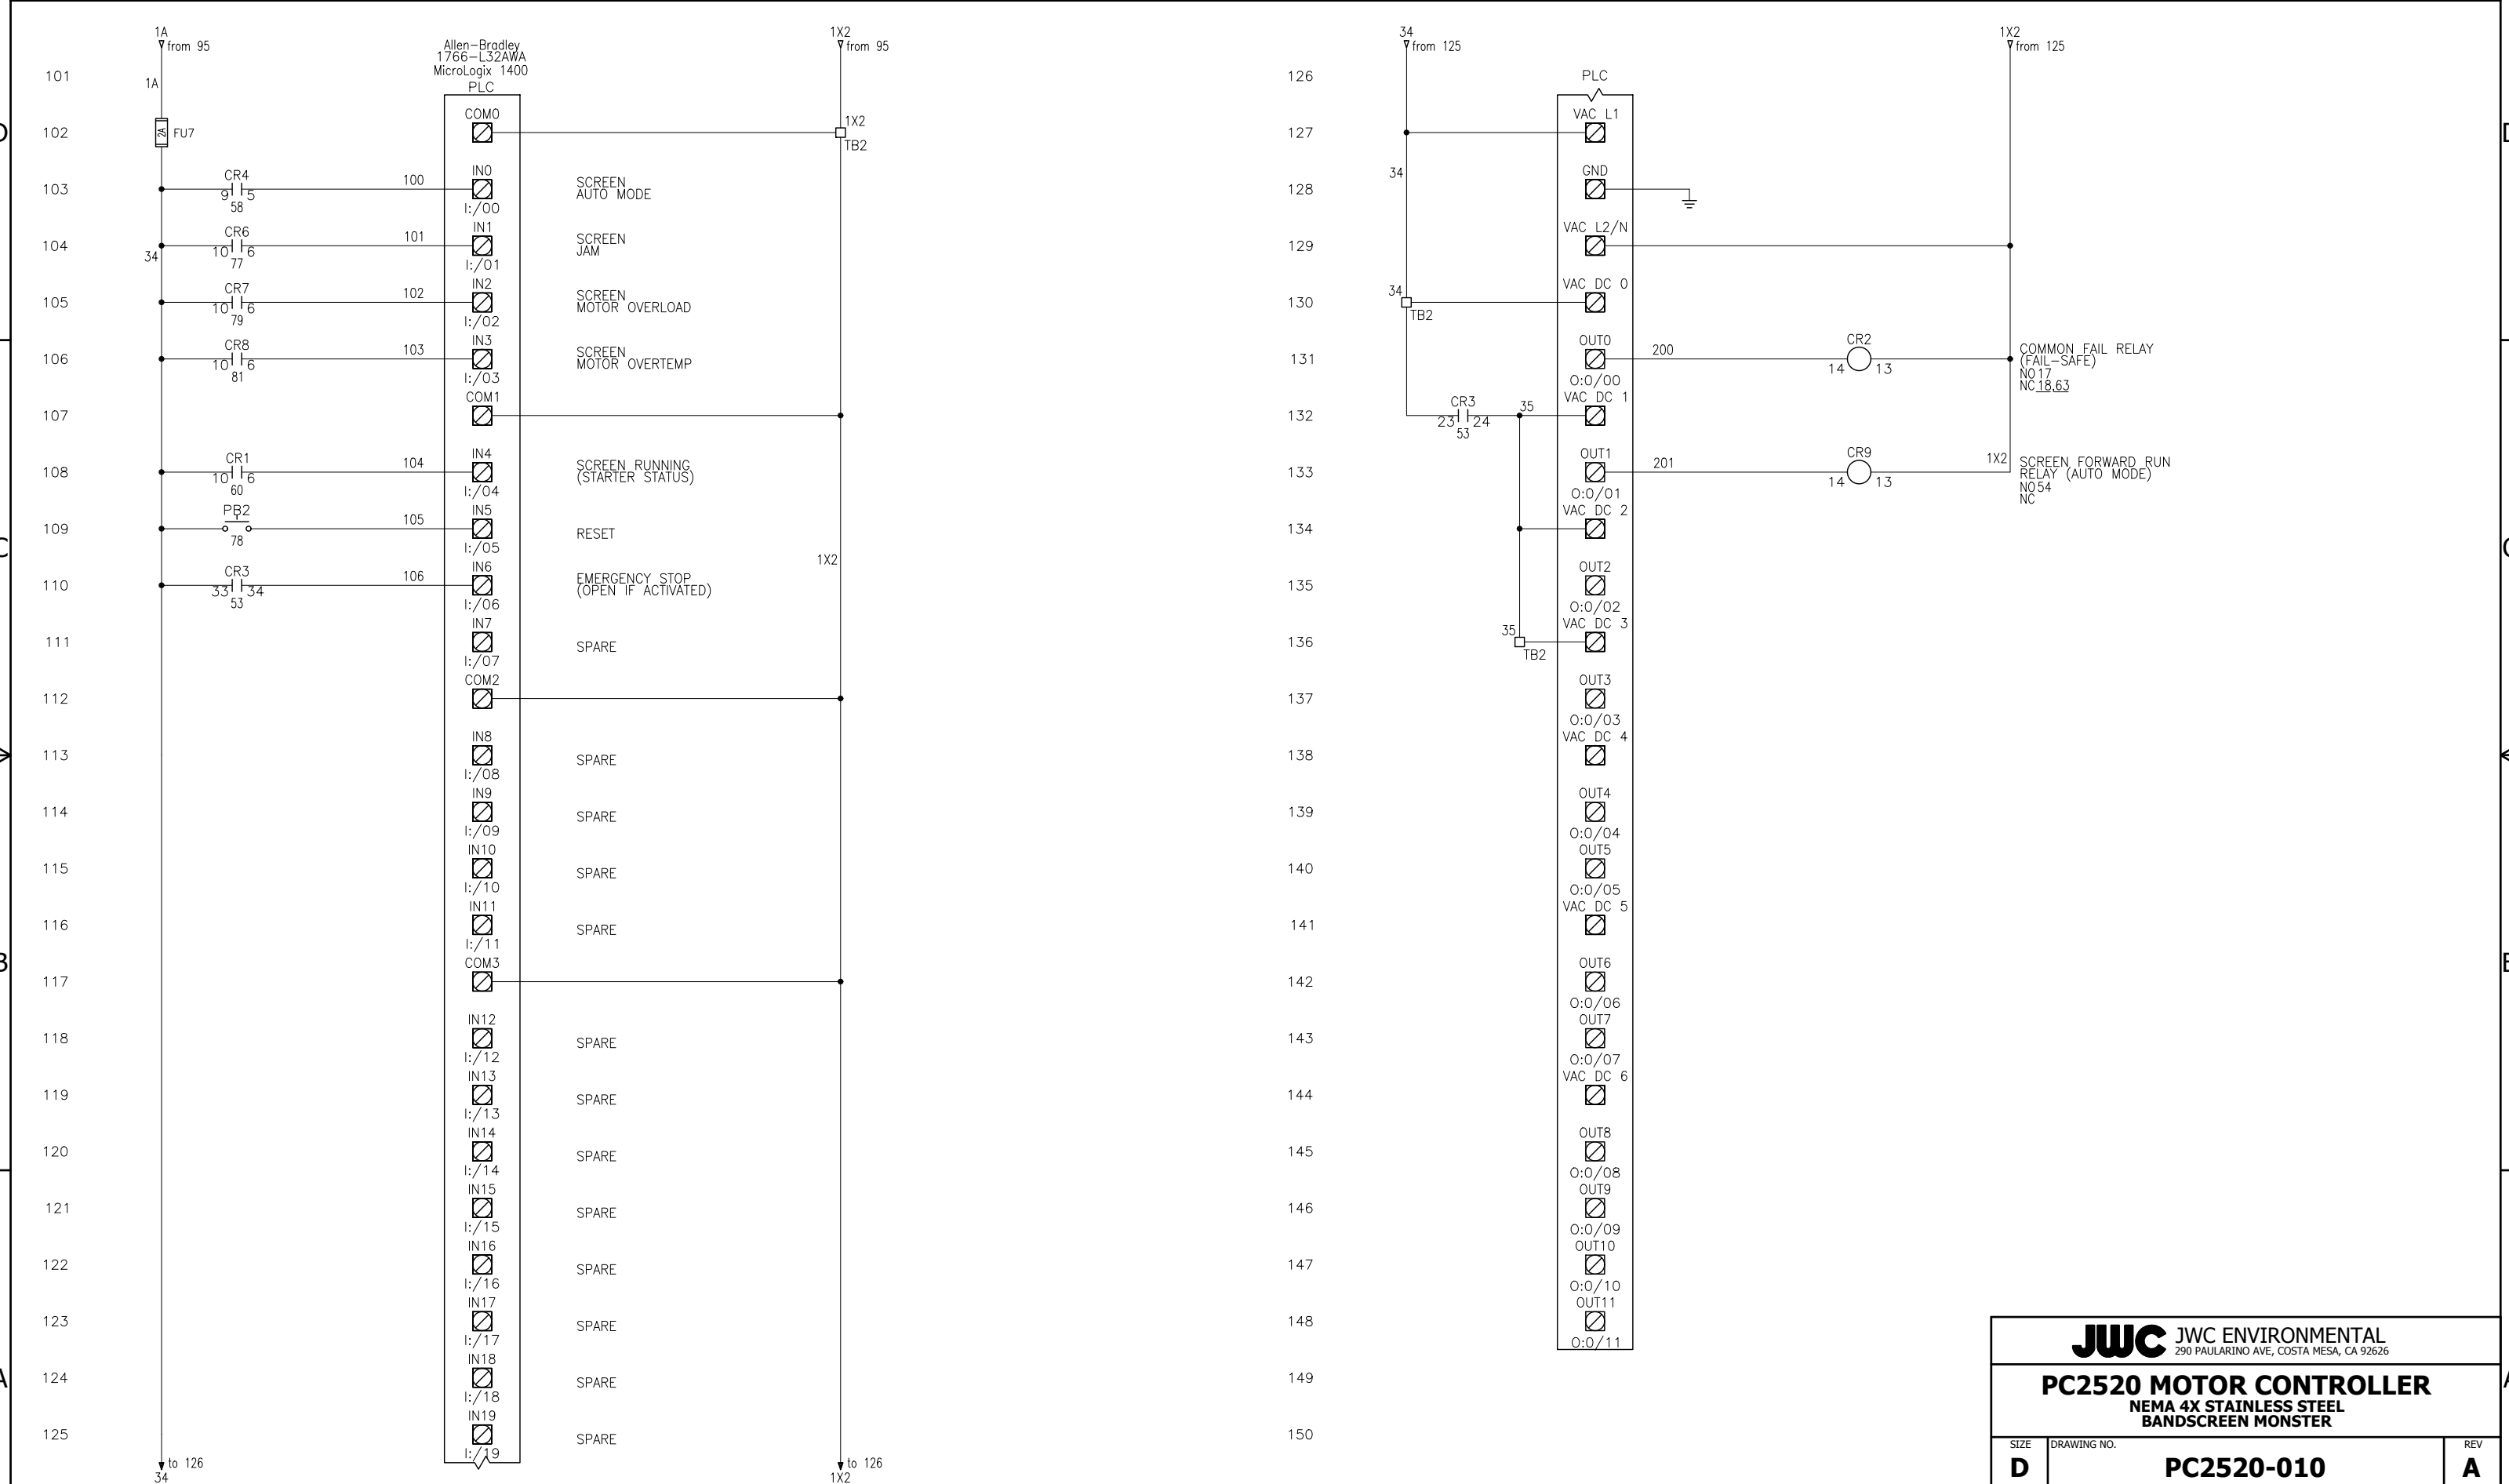 1A
from 95
1X2
from 95
Allen-Bradley
1766-L32AWA
MicroLogix 1400
PLC
101
1A
COM0
102
2A
FU7
1X2
TB2
CR4
100
IN0
103
9 5
58
I:/00
SCREEN
AUTO MODE
CR6
101
IN1
104
34
10 6
77
I:/01
SCREEN
JAM
CR7
102
IN2
105
10 6
79
I:/02
SCREEN
MOTOR OVERLOAD
CR8
103
IN3
106
10 6
81
I:/03
SCREEN
MOTOR OVERTEMP
COM1
107
CR1
104
IN4
108
10 6
60
I:/04
SCREEN RUNNING
(STARTER STATUS)
PB2
105
IN5
109
78
I:/05
RESET
1X2
CR3
106
IN6
110
33 34
53
I:/06
EMERGENCY STOP
(OPEN IF ACTIVATED)
IN7
111
I:/07
SPARE
COM2
112
IN8
113
I:/08
SPARE
IN9
114
I:/09
SPARE
IN10
115
I:/10
SPARE
IN11
116
I:/11
SPARE
COM3
117
IN12
118
I:/12
SPARE
IN13
119
I:/13
SPARE
IN14
120
I:/14
SPARE
IN15
121
I:/15
SPARE
IN16
122
I:/16
SPARE
IN17
123
I:/17
SPARE
IN18
124
I:/18
SPARE
IN19
125
I:/19
SPARE
to 126
34
to 126
1X2
34
from 125
1X2
from 125
126
PLC
VAC L1
127
34
GND
128
VAC L2/N
129
VAC DC 0
130
34
TB2
OUT0
131
200
CR2
14 13
O:0/00
COMMON FAIL RELAY
(FAIL-SAFE)
NO 17
NC 18,63
VAC DC 1
132
CR3
23 24
53
35
OUT1
133
201
CR9
14 13
1X2
O:0/01
SCREEN FORWARD RUN
RELAY (AUTO MODE)
NO 54
NC
VAC DC 2
134
OUT2
135
O:0/02
VAC DC 3
136
35
TB2
OUT3
137
O:0/03
VAC DC 4
138
OUT4
139
O:0/04
OUT5
140
O:0/05
VAC DC 5
141
OUT6
142
O:0/06
OUT7
143
O:0/07
VAC DC 6
144
OUT8
145
O:0/08
OUT9
146
O:0/09
OUT10
147
O:0/10
OUT11
148
O:0/11
149
150
JWC JWC ENVIRONMENTAL
290 PAULARINO AVE, COSTA MESA, CA 92626
PC2520 MOTOR CONTROLLER
NEMA 4X STAINLESS STEEL
BANDSCREEN MONSTER
SIZE
D
DRAWING NO.
PC2520-010
REV
A